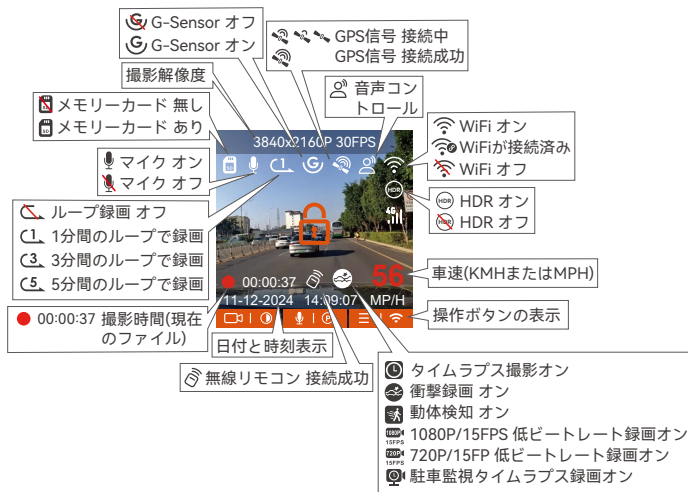 G-Sensor オフ
G-Sensor オン
GPS信号 接続中
GPS信号 接続成功
撮影解像度
音声コント
ロール
メモリーカード 無し
メモリーカード あり
マイク オン
マイク オフ
ループ録画 オフ
1 1分間のループで録画
3 3分間のループで録画
5 5分間のループで録画
00:00:37 撮影時間(現在
のファイル)
3840x2160P 30FPS
SD
1
G
HDR
4G
56
00:00:37
11-12-2024 14:09:07 MP/H
P
WiFi オン
WiFiが接続済み
WiFi オフ
HDR HDR オン
HDR HDR オフ
車速(KMHまたはMPH)
操作ボタンの表示
日付と時刻表示
無線リモコン 接続成功
タイムラプス撮影オン
衝撃録画 オン
動体検知 オン
1080P 15FPS 1080P/15FPS 低ビートレート録画オン
720P 15FPS 720P/15FP 低ビートレート録画オン
駐車監視タイムラプス録画オン